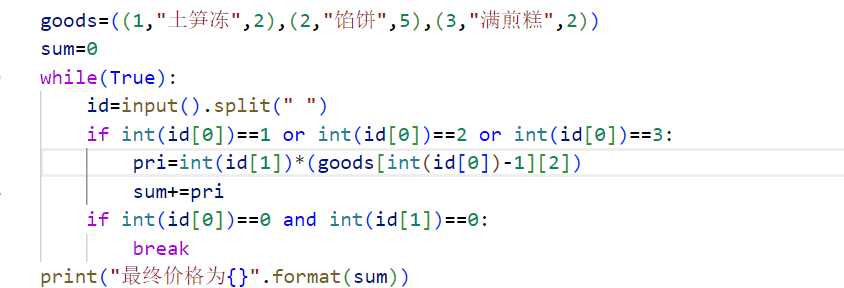 goods=((1,"土笋冻",2),(2,"馅饼",5),(3,"满煎糕",2))
sum=0
while(True):
    id=input().split(" ")
    if int(id[0])==1 or int(id[0])==2 or int(id[0])==3:
        pri=int(id[1])*(goods[int(id[0])-1][2])
        sum+=pri
    if int(id[0])==0 and int(id[1])==0:
        break
print("最终价格为{}".format(sum))